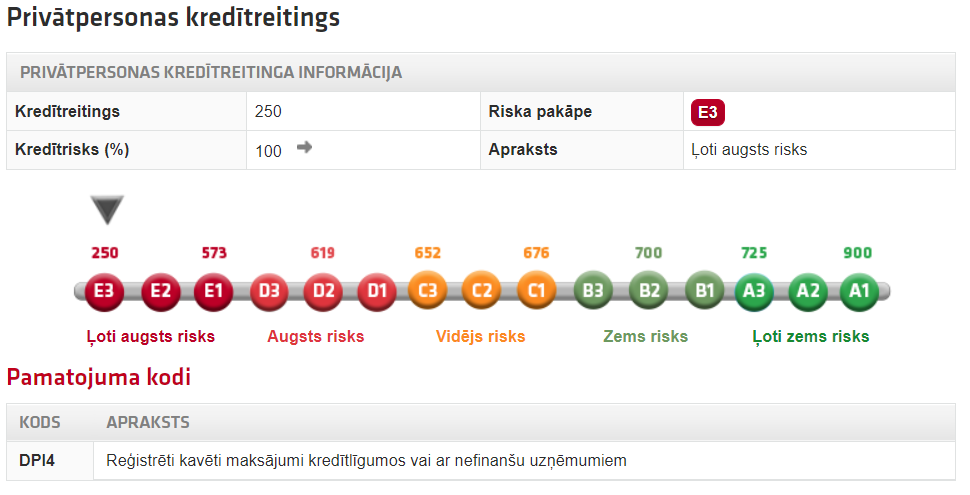 Privātpersonas kredītreitings
PRIVĀTPERSONAS KREDĪTREITINGA INFORMĀCIJA
Kredītreitings 250 Riska pakāpe E3
Kredītrisks (%) 100 Apraksts Ļoti augsts risks
250 573 619 652 676 700 725 900
E3 E2 E1 D3 D2 D1 C3 C2 C1 B3 B2 B1 A3 A2 A1
Ļoti augsts risks Augsts risks Vidējs risks Zems risks Ļoti zems risks
Pamatojuma kodi
KODS APRAKSTS
DPI4 Reģistrēti kavēti maksājumi kredītlīgumos vai ar nefinanšu uzņēmumiem